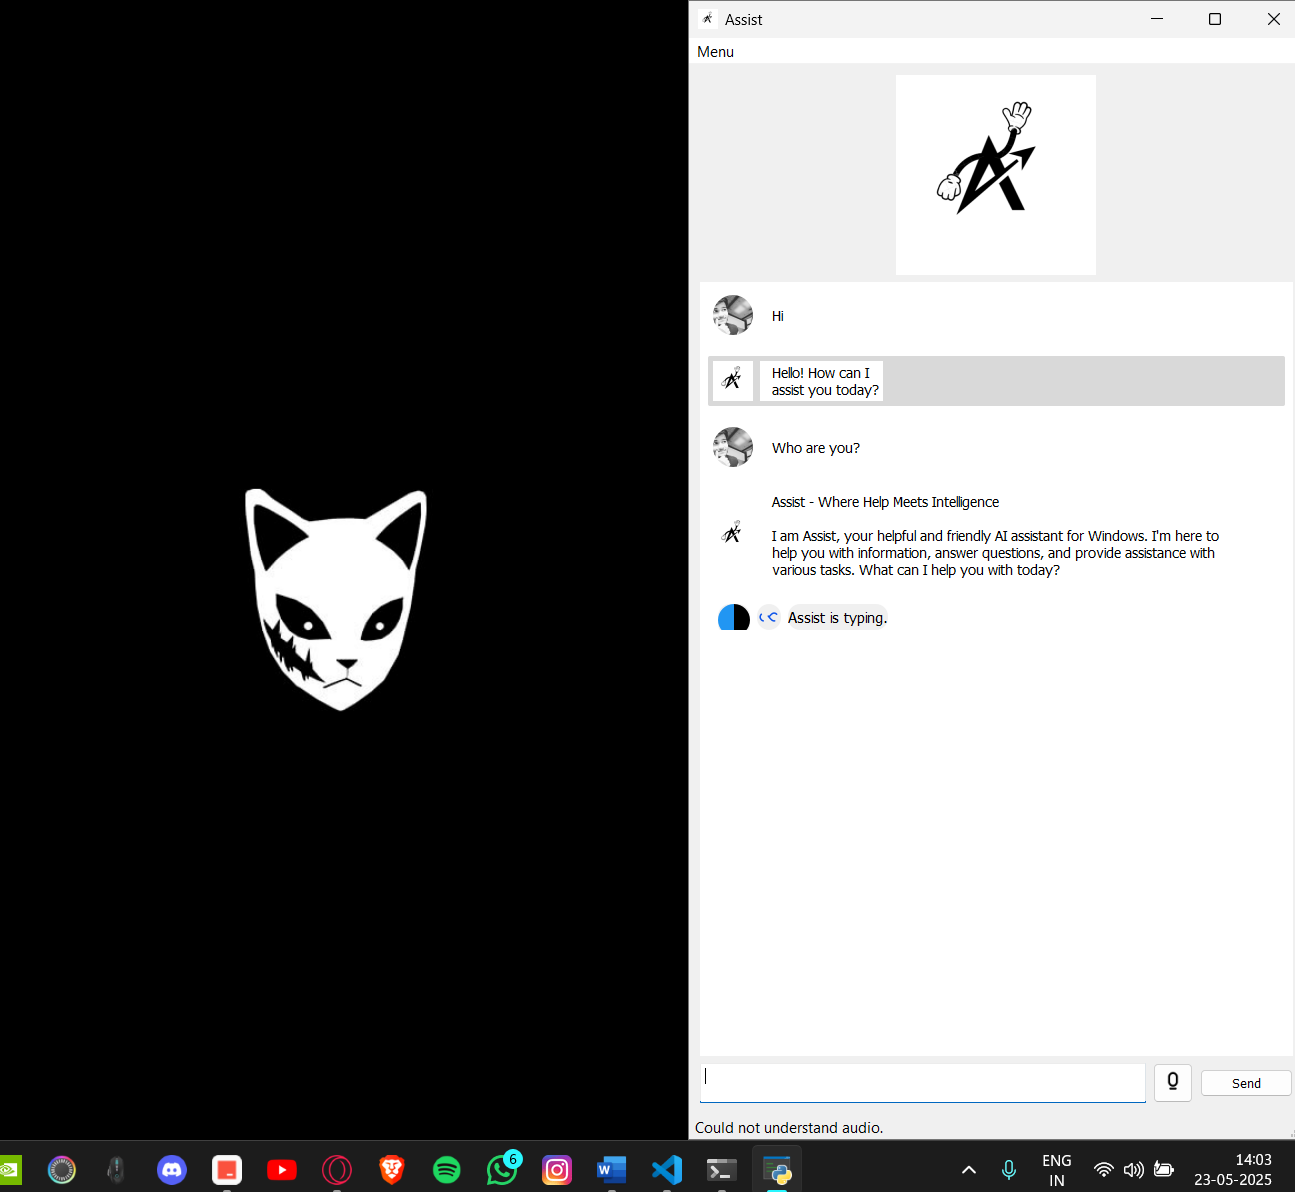 Assist
Menu
Hi
Hello! How can I
assist you today?
Who are you?
Assist - Where Help Meets Intelligence
I am Assist, your helpful and friendly AI assistant for Windows. I'm here to
help you with information, answer questions, and provide assistance with
various tasks. What can I help you with today?
Assist is typing.
Send
Could not understand audio.
6
W
ENG
IN
14:03
23-05-2025